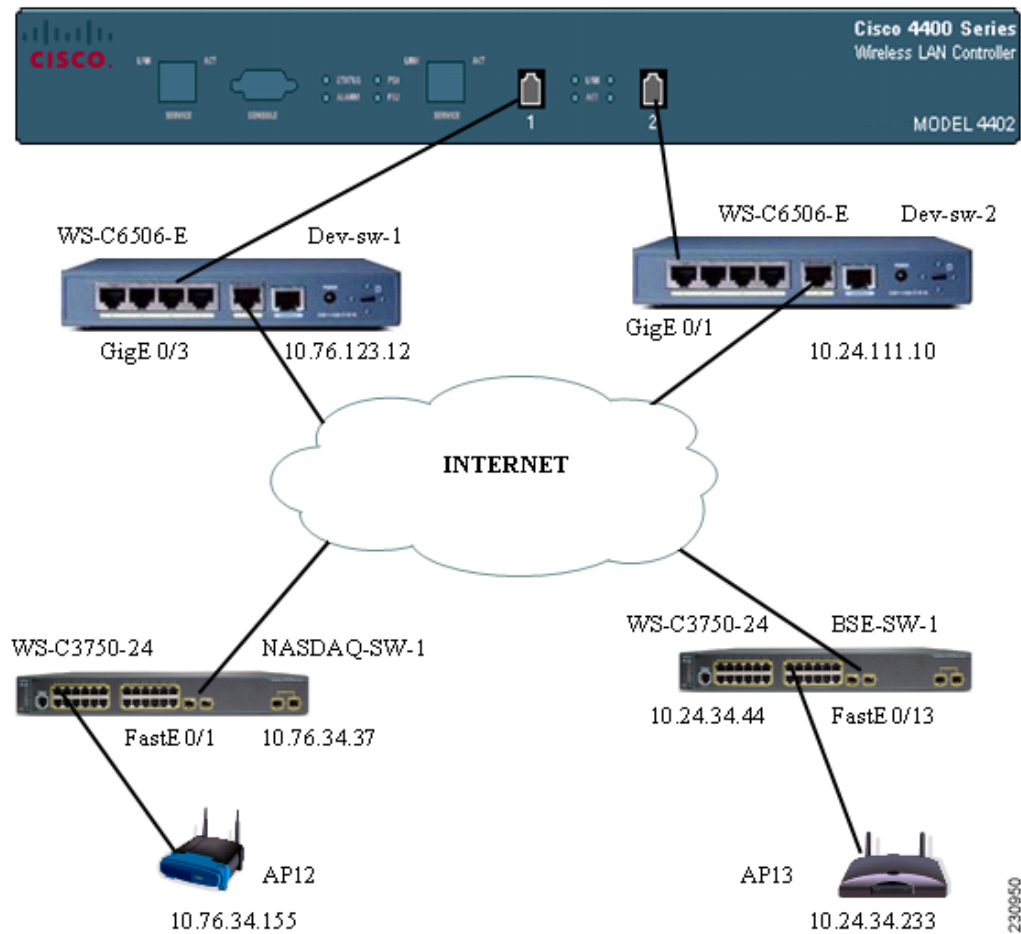 CISCO.
Cisco 4400 Series
Wireless LAN Controller
LINK ACT
SERVICE
CONSOLE
STATUS PS1
ALARM PS2
LINK ACT
SERVICE
1
LINK
ACT
2
MODEL 4402
WS-C6506-E Dev-sw-1
GigE 0/3 10.76.123.12
WS-C6506-E Dev-sw-2
GigE 0/1
10.24.111.10
INTERNET
WS-C3750-24 NASDAQ-SW-1
FastE 0/1 10.76.34.37
WS-C3750-24 BSE-SW-1
10.24.34.44 FastE 0/13
AP12
10.76.34.155
AP13
10.24.34.233
230950